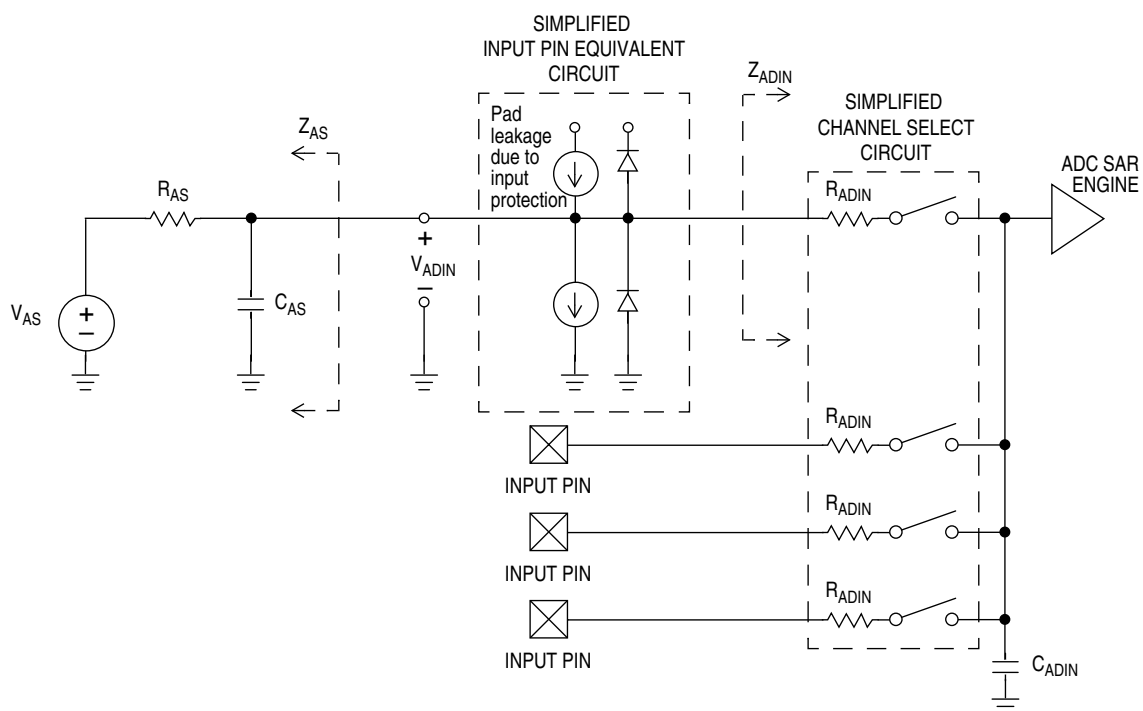 SIMPLIFIED
INPUT PIN EQUIVALENT
CIRCUIT
Pad
leakage
due to
input
protection
Z_ADIN
SIMPLIFIED
CHANNEL SELECT
CIRCUIT
ADC SAR
ENGINE
Z_AS
R_AS
R_ADIN
+
V_ADIN
–
V_AS
+
–
C_AS
R_ADIN
INPUT PIN
R_ADIN
INPUT PIN
R_ADIN
INPUT PIN
C_ADIN